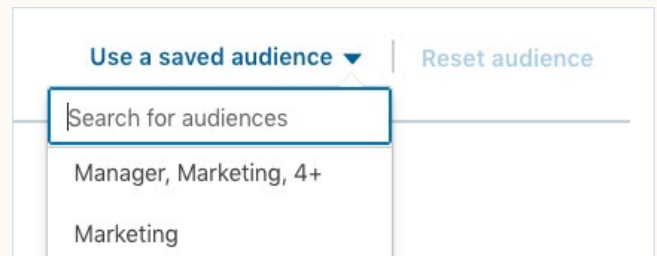 Use a saved audience Reset audience
Search for audiences
Manager, Marketing, 4+
Marketing